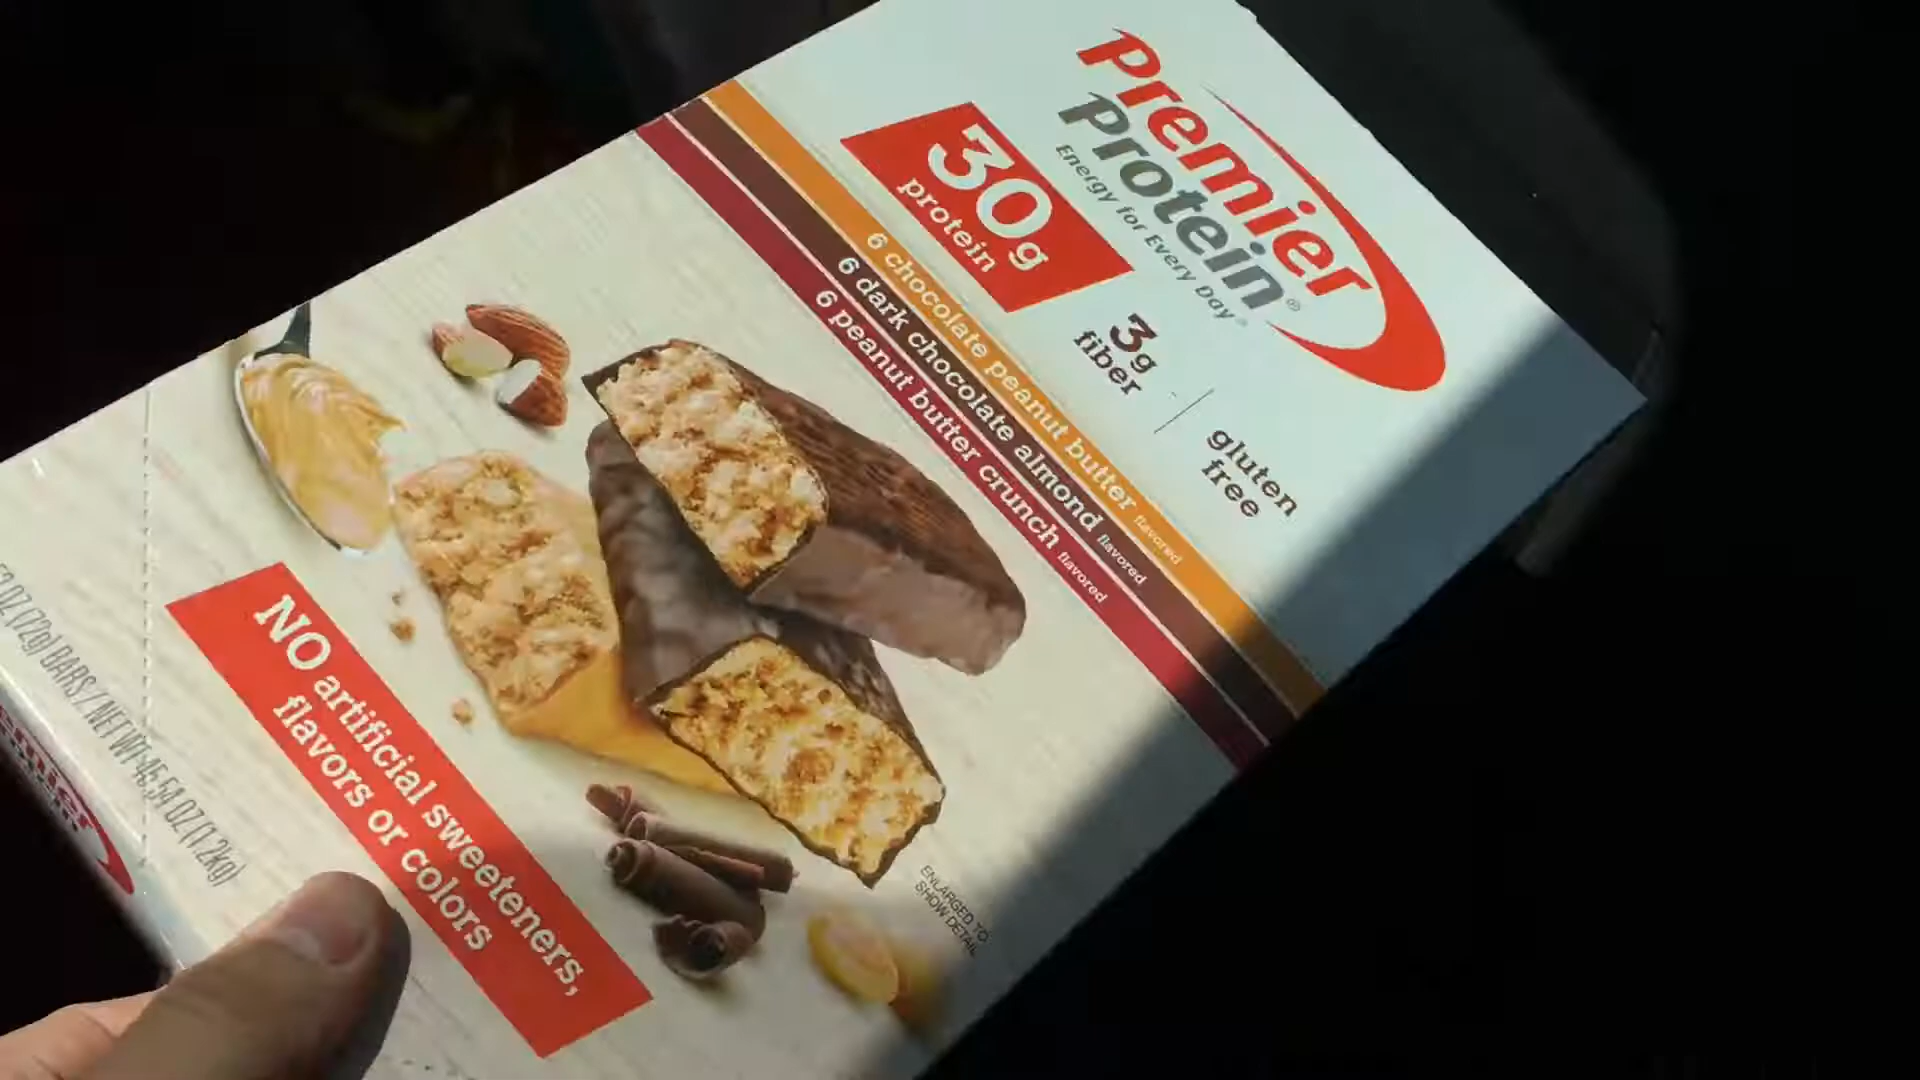 Premier
Protein®
Energy for Every Day
30g
protein
3g
fiber
gluten
free
6 chocolate peanut butter flavored
6 dark chocolate almond flavored
6 peanut butter crunch flavored
NO artificial sweeteners,
flavors or colors
ENLARGED TO
SHOW DETAIL
OZ (72g) BARS / NET WT 45.54 OZ (1.2kg)